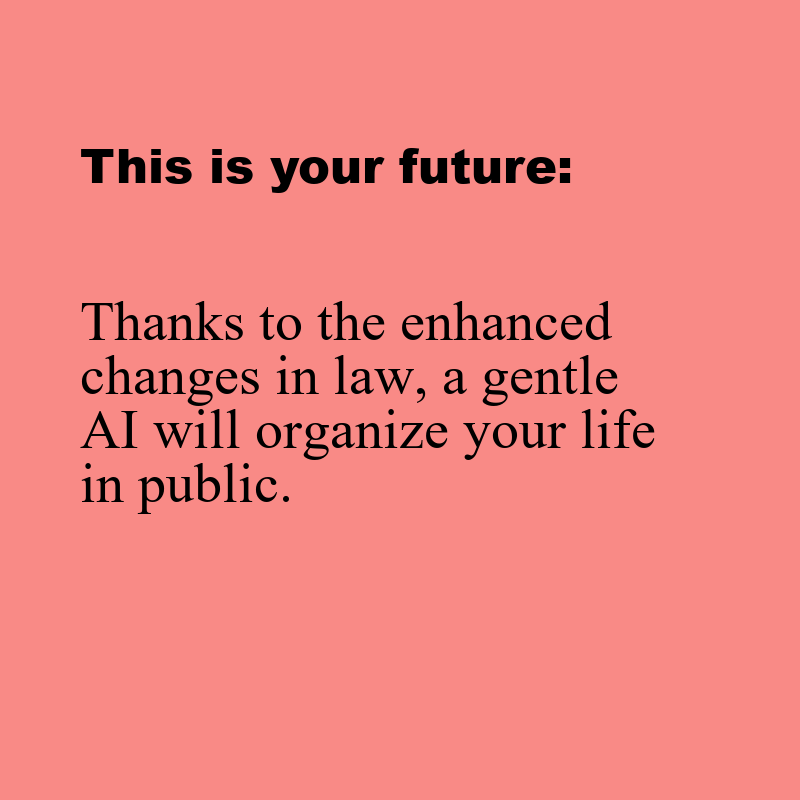 This is your future:
Thanks to the enhanced
changes in law, a gentle
AI will organize your life
in public.